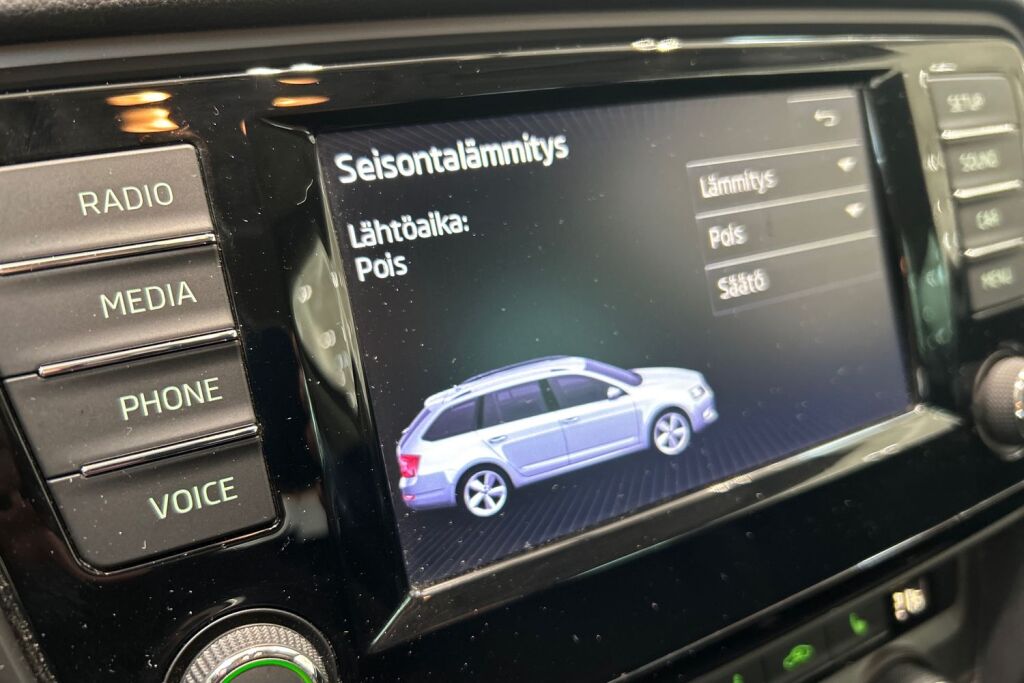 RADIO
MEDIA
PHONE
VOICE
Seisontalämmitys
Lähtöaika:
Pois
Lämmitys
Pois
Säätö
SETUP
SOUND
CAR
MENU